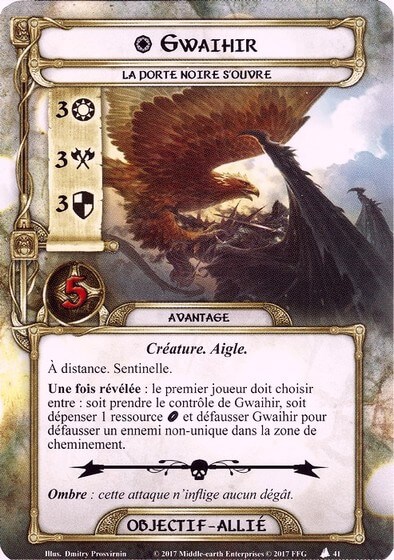 Gwaihir
La Porte Noire s'ouvre
3
3
3
5
Avantage
Créature. Aigle.
À distance. Sentinelle.
Une fois révélée : le premier joueur doit choisir
entre : soit prendre le contrôle de Gwaihir, soit
dépenser 1 ressource et défausser Gwaihir pour
défausser un ennemi non-unique dans la zone de
cheminement.
Ombre : cette attaque n'inflige aucun dégât.
Objectif-Allié
Illus. Dmitry Prosvirnin © 2017 Middle-earth Enterprises © 2017 FFG 41